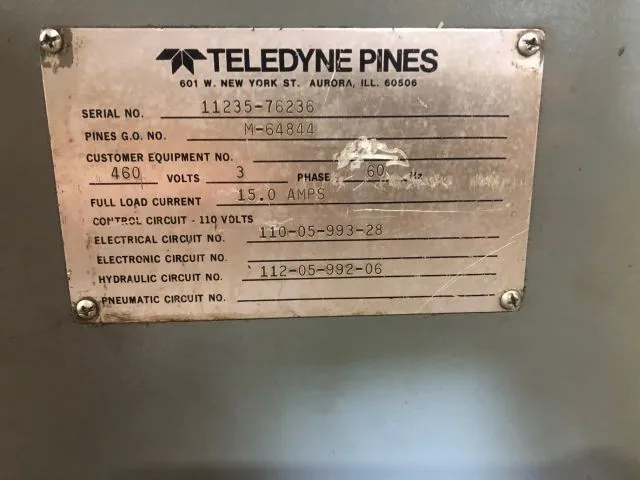 TELEDYNE PINES
601 W. NEW YORK ST. AURORA, ILL. 60506
SERIAL NO. 11235-76236
PINES G.O. NO. M-64844
CUSTOMER EQUIPMENT NO.
460 VOLTS 3 PHASE 60 Hz
FULL LOAD CURRENT 15.0 AMPS
CONTROL CIRCUIT - 110 VOLTS
ELECTRICAL CIRCUIT NO. 110-05-993-28
ELECTRONIC CIRCUIT NO.
HYDRAULIC CIRCUIT NO. 112-05-992-06
PNEUMATIC CIRCUIT NO.